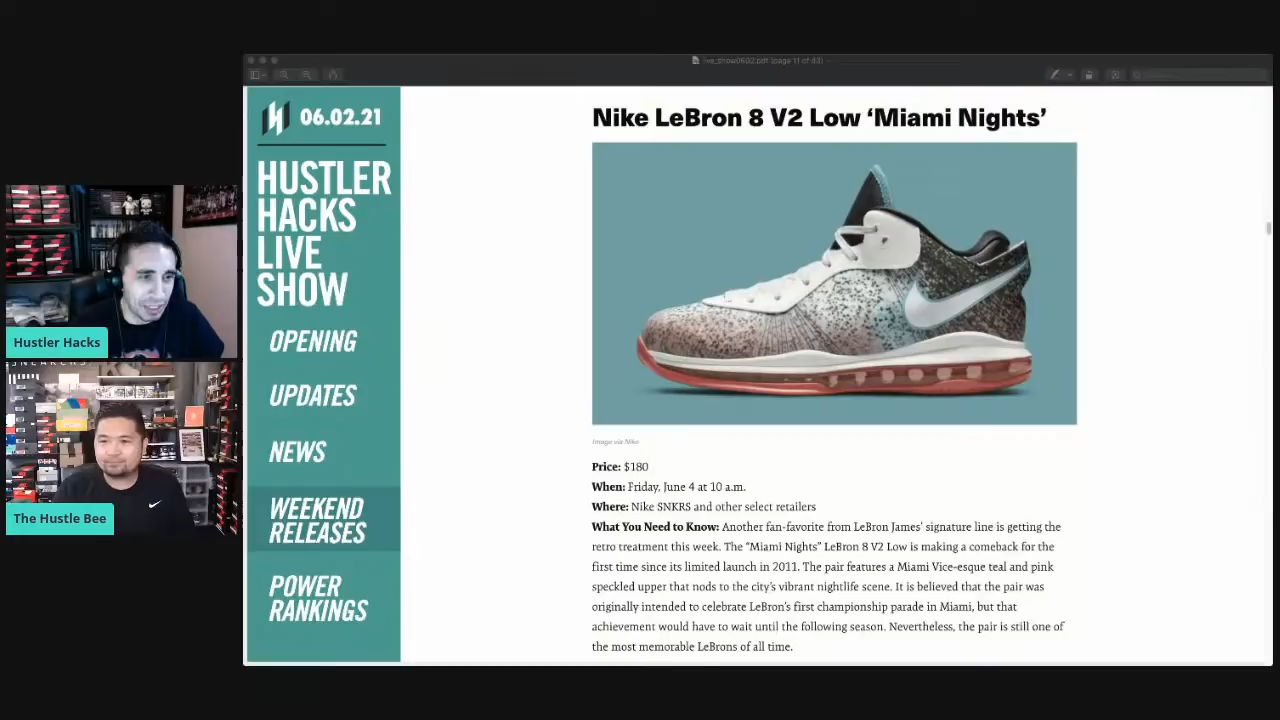 live_show0602.pdf (page 11 of 83)
06.02.21
HUSTLER
HACKS
LIVE
SHOW
OPENING
UPDATES
NEWS
WEEKEND
RELEASES
POWER
RANKINGS
Hustler Hacks
The Hustle Bee
Nike LeBron 8 V2 Low ‘Miami Nights’
Image via Nike
Price: $180
When: Friday, June 4 at 10 a.m.
Where: Nike SNKRS and other select retailers
What You Need to Know: Another fan-favorite from LeBron James’ signature line is getting the
retro treatment this week. The “Miami Nights” LeBron 8 V2 Low is making a comeback for the
first time since its limited launch in 2011. The pair features a Miami Vice-esque teal and pink
speckled upper that nods to the city’s vibrant nightlife scene. It is believed that the pair was
originally intended to celebrate LeBron’s first championship parade in Miami, but that
achievement would have to wait until the following season. Nevertheless, the pair is still one of
the most memorable LeBrons of all time.